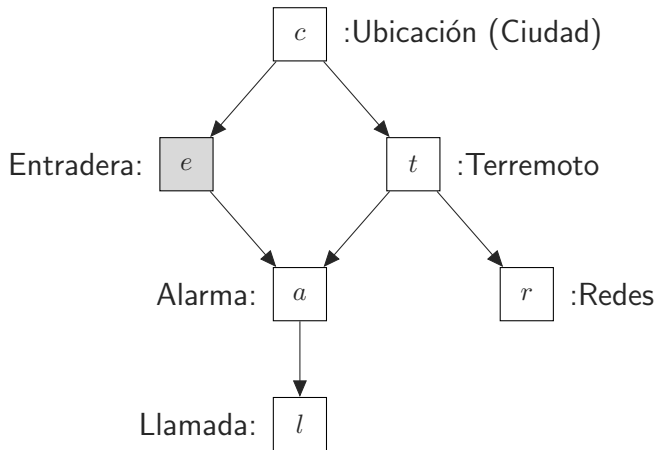 c :Ubicación (Ciudad)
Entradera: e t :Terremoto
Alarma: a r :Redes
Llamada: l